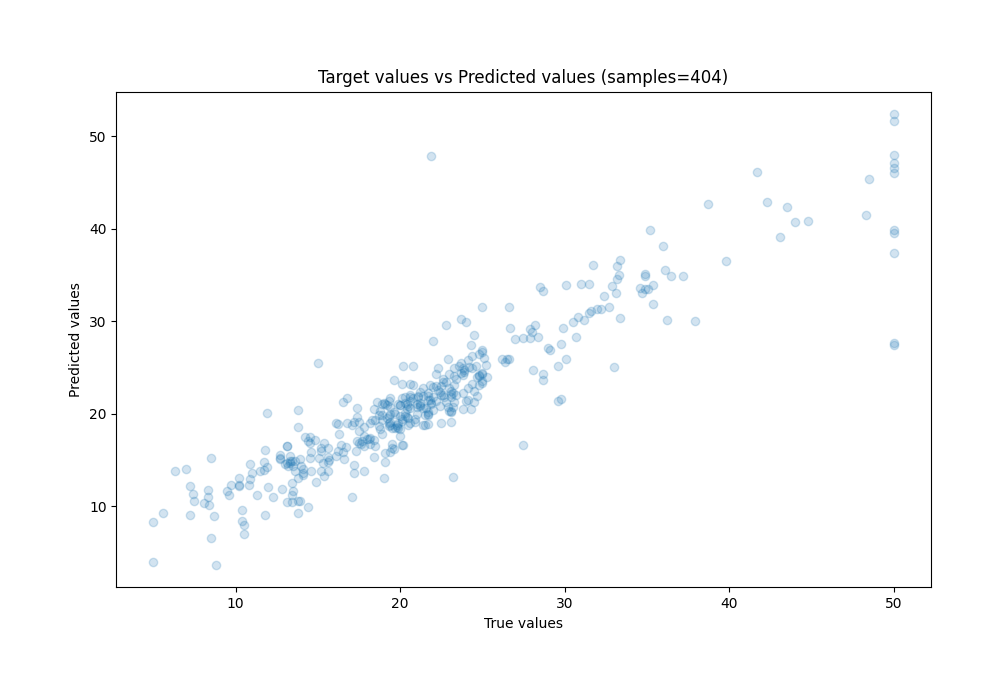 Target values vs Predicted values (samples=404)
Predicted values
50
40
30
20
10
10 20 30 40 50
True values